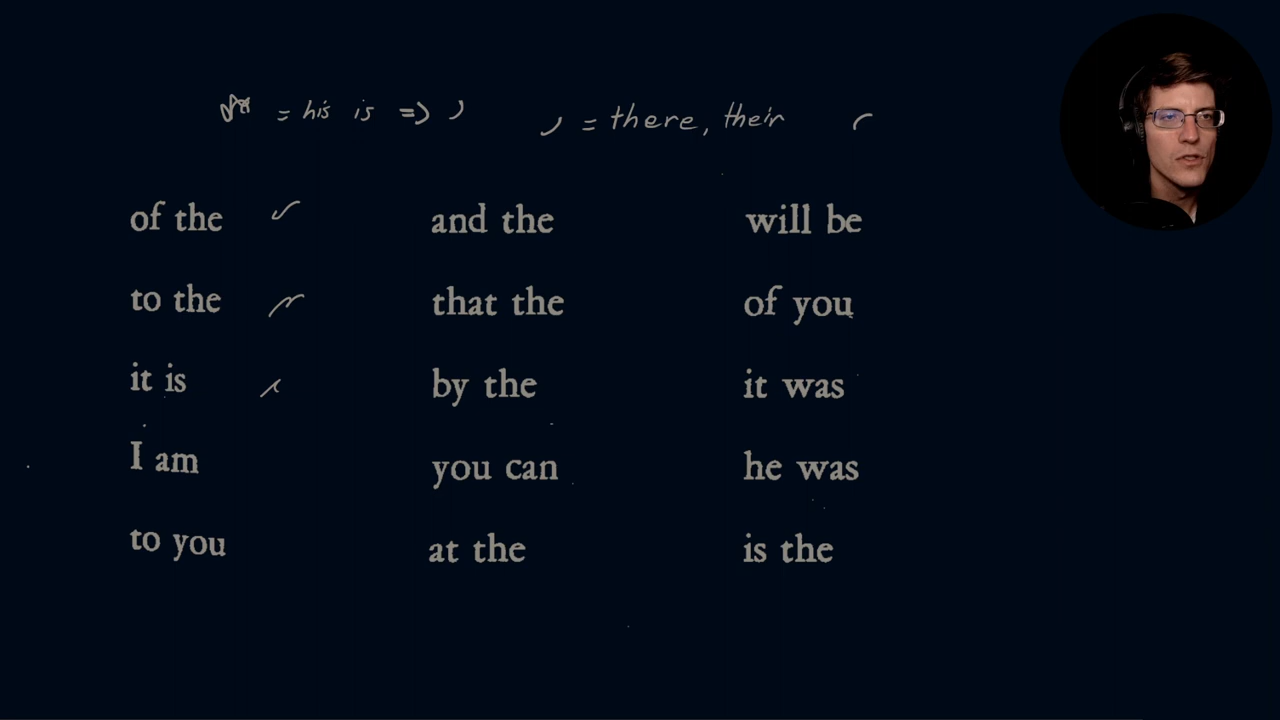 = his is => = there, their
of the and the will be
to the that the of you
it is by the it was
I am you can he was
to you at the is the